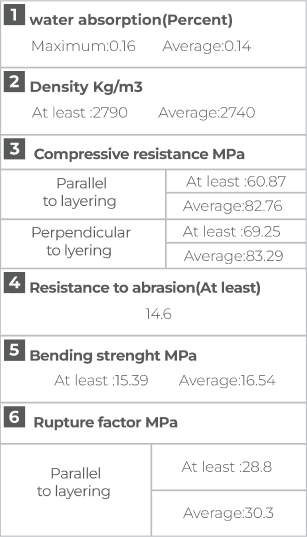 1 water absorption(Percent)
Maximum:0.16 Average:0.14
2 Density Kg/m3
At least :2790 Average:2740
3 Compressive resistance MPa
Parallel
to layering
At least :60.87
Average:82.76
Perpendicular
to lyering
At least :69.25
Average:83.29
4 Resistance to abrasion(At least)
14.6
5 Bending strenght MPa
At least :15.39 Average:16.54
6 Rupture factor MPa
Parallel
to layering
At least :28.8
Average:30.3